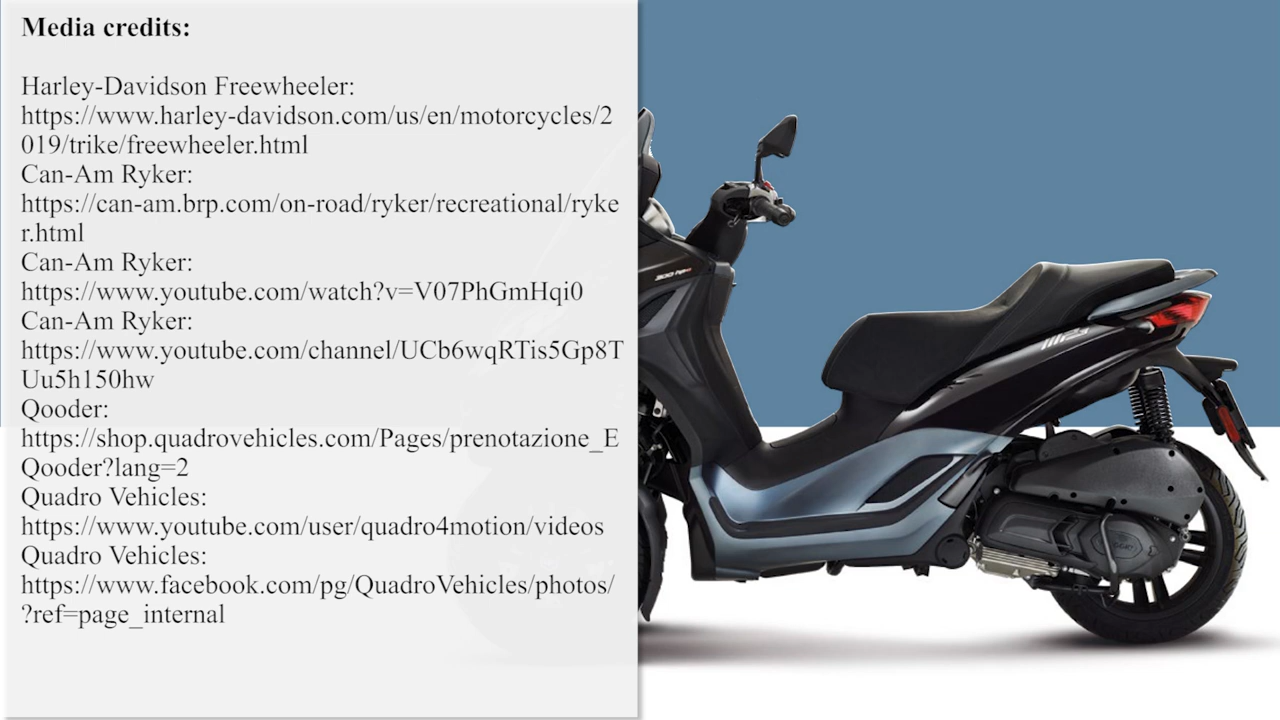 Media credits:
Harley-Davidson Freewheeler:
https://www.harley-davidson.com/us/en/motorcycles/2
019/trike/freewheeler.html
Can-Am Ryker:
https://can-am.brp.com/on-road/ryker/recreational/ryke
r.html
Can-Am Ryker:
https://www.youtube.com/watch?v=V07PhGmHqi0
Can-Am Ryker:
https://www.youtube.com/channel/UCb6wqRTis5Gp8T
Uu5h150hw
Qooder:
https://shop.quadrovehicles.com/Pages/prenotazione_E
Qooder?lang=2
Quadro Vehicles:
https://www.youtube.com/user/quadro4motion/videos
Quadro Vehicles:
https://www.facebook.com/pg/QuadroVehicles/photos/
?ref=page_internal
300 hpe
MP3